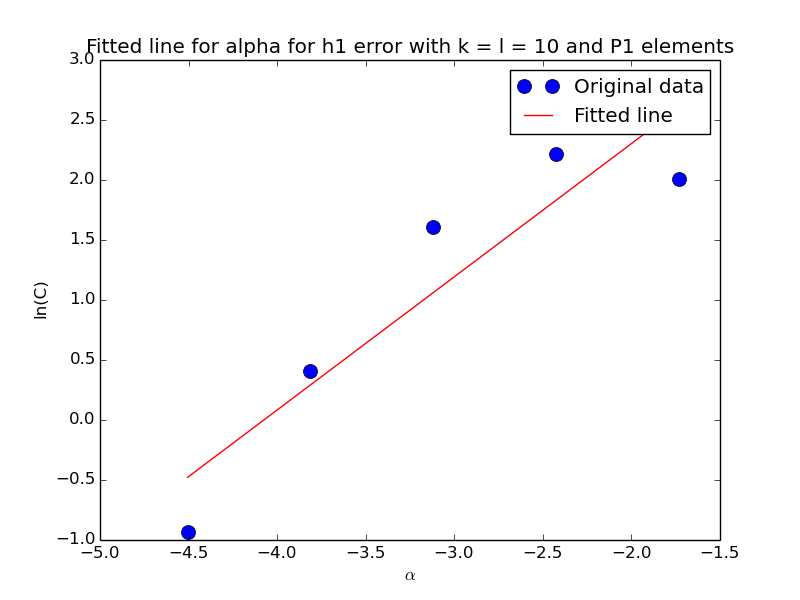 Fitted line for alpha for h1 error with k = l = 10 and P1 elements
Original data
Fitted line
3.0
2.5
2.0
1.5
1.0
0.5
0.0
−0.5
−1.0
ln(C)
−5.0 −4.5 −4.0 −3.5 −3.0 −2.5 −2.0 −1.5
α